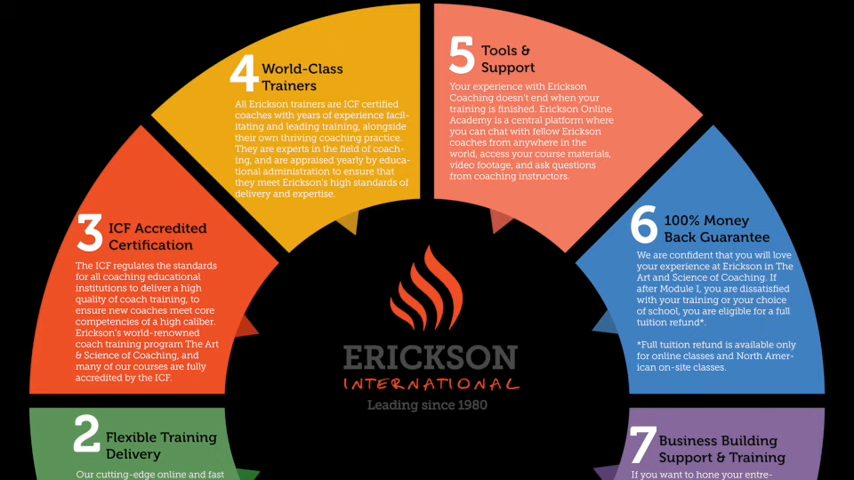 4 World-Class
Trainers
All Erickson trainers are ICF certified
coaches with years of experience facil-
itating and leading training, alongside
their own thriving coaching practice.
They are experts in the field of coach-
ing, and are appraised yearly by educa-
tional administration to ensure that
they meet Erickson's high standards of
delivery and expertise.
5 Tools &
Support
Your experience with Erickson
Coaching doesn't end when your
training is finished. Erickson Online
Academy is a central platform where
you can chat with fellow Erickson
coaches from anywhere in the
world, access your course materials,
video footage, and ask questions
from coaching instructors.
3 ICF Accredited
Certification
The ICF regulates the standards
for all coaching educational
institutions to deliver a high
quality of coach training, to
ensure new coaches meet core
competencies of a high caliber.
Erickson's world-renowned
coach training program The Art
& Science of Coaching, and
many of our courses are fully
accredited by the ICF.
6 100% Money
Back Guarantee
We are confident that you will love
your experience at Erickson in The
Art and Science of Coaching. If
after Module I, you are dissatisfied
with your training or your choice
of school, you are eligible for a full
tuition refund*.
*Full tuition refund is available only
for online classes and North Amer-
ican on-site classes.
ERICKSON
INTERNATIONAL
Leading since 1980
2 Flexible Training
Delivery
Our cutting-edge online and fast
7 Business Building
Support & Training
If you want to hone your entre-